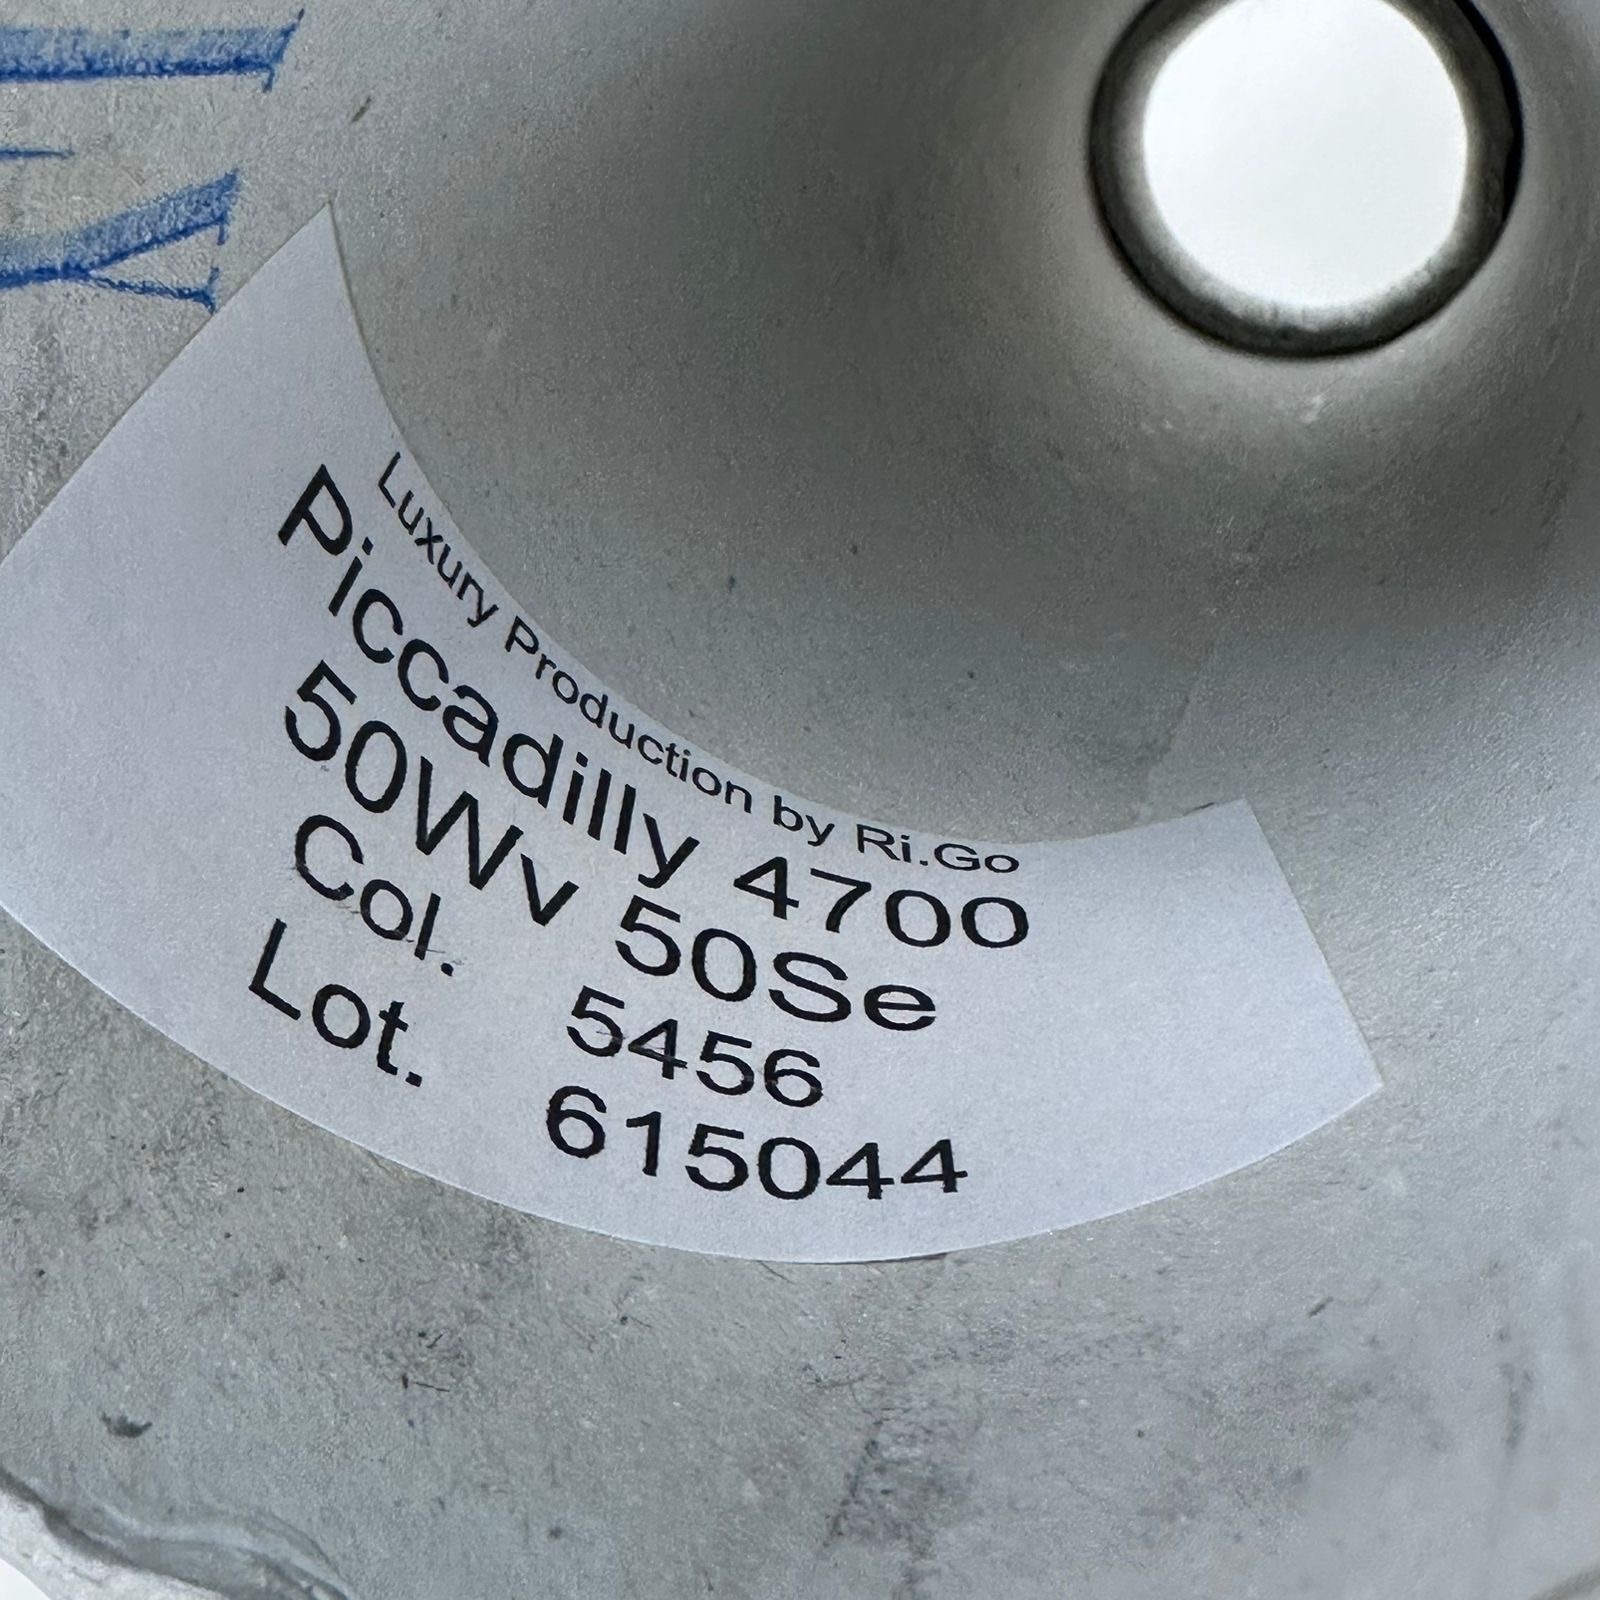 Luxury Production by Ri.Go
Piccadilly 4700
50Wv 50Se
Col. 5456
Lot. 615044